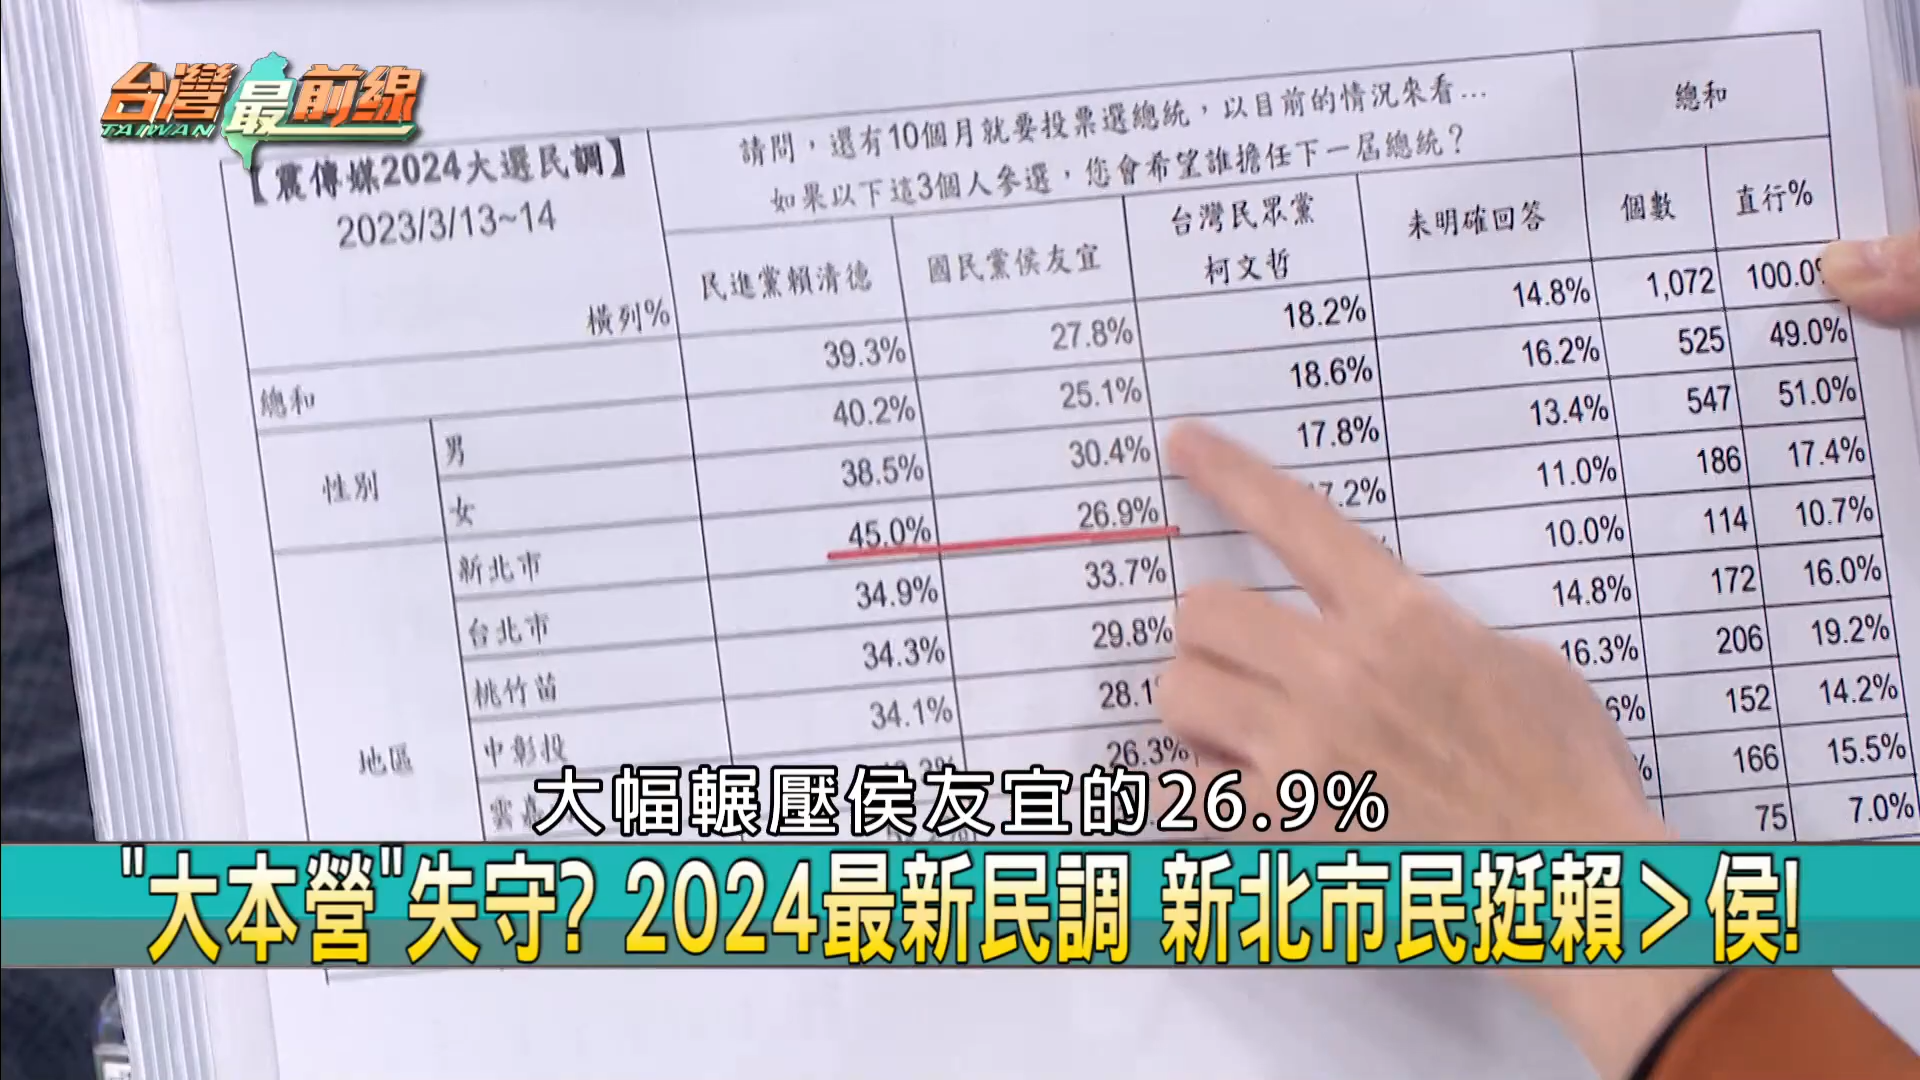 台灣最前線
TAIWAN
【震傳媒2024大選民調】
2023/3/13~14
橫列%
請問，還有10個月就要投票選總統，以目前的情況來看…
如果以下這3個人參選，您會希望誰擔任下一屆總統？
總和
民進黨賴清德
國民黨侯友宜
台灣民眾黨
柯文哲
未明確回答
個數
直行%
總和 39.3% 27.8% 18.2% 14.8% 1,072 100.0%
性別
男 40.2% 25.1% 18.6% 16.2% 525 49.0%
女 38.5% 30.4% 17.8% 13.4% 547 51.0%
地區
新北市 45.0% 26.9% 7.2% 11.0% 186 17.4%
台北市 34.9% 33.7% 10.0% 114 10.7%
桃竹苗 34.3% 29.8% 14.8% 172 16.0%
中彰投 34.1% 28.1 16.3% 206 19.2%
雲嘉 26.3% 6% 152 14.2%
166 15.5%
75 7.0%
大幅輾壓侯友宜的26.9%
"大本營"失守? 2024最新民調 新北市民挺賴＞侯!